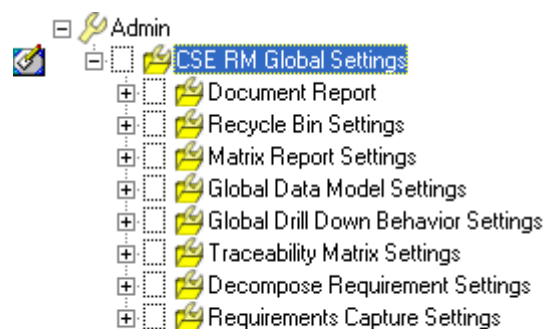 Admin
CSE RM Global Settings
Document Report
Recycle Bin Settings
Matrix Report Settings
Global Data Model Settings
Global Drill Down Behavior Settings
Traceability Matrix Settings
Decompose Requirement Settings
Requirements Capture Settings